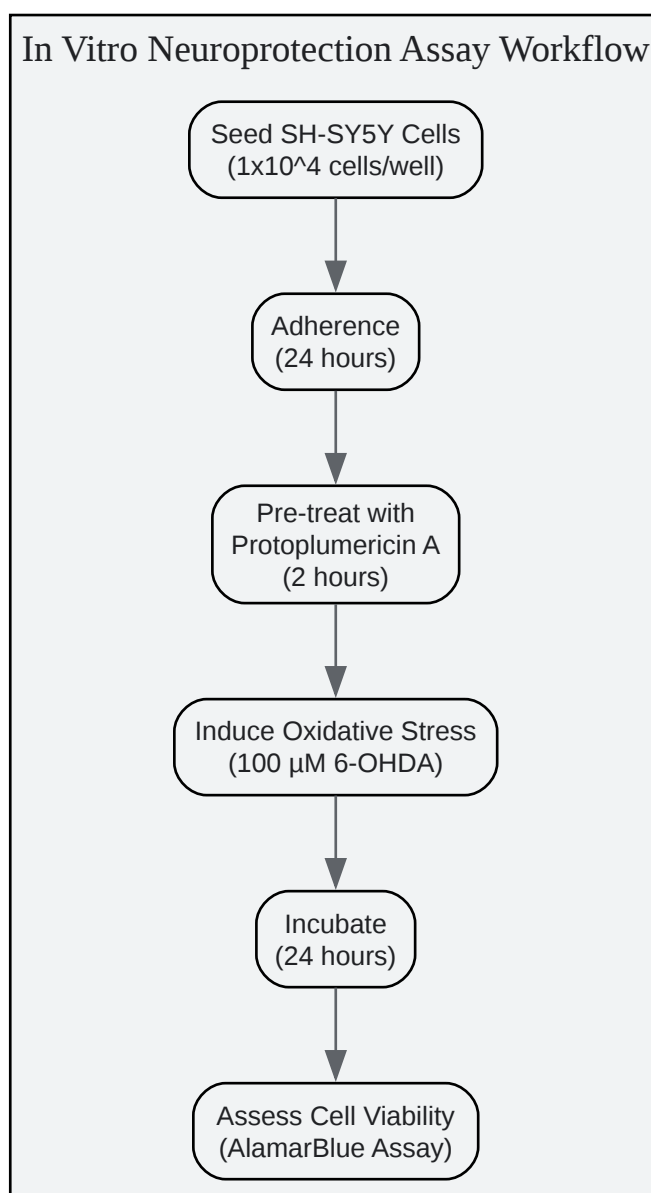 In Vitro Neuroprotection Assay Workflow
Seed SH-SY5Y Cells
(1x10^4 cells/well)
Adherence
(24 hours)
Pre-treat with
Protoplumericin A
(2 hours)
Induce Oxidative Stress
(100 µM 6-OHDA)
Incubate
(24 hours)
Assess Cell Viability
(AlamarBlue Assay)